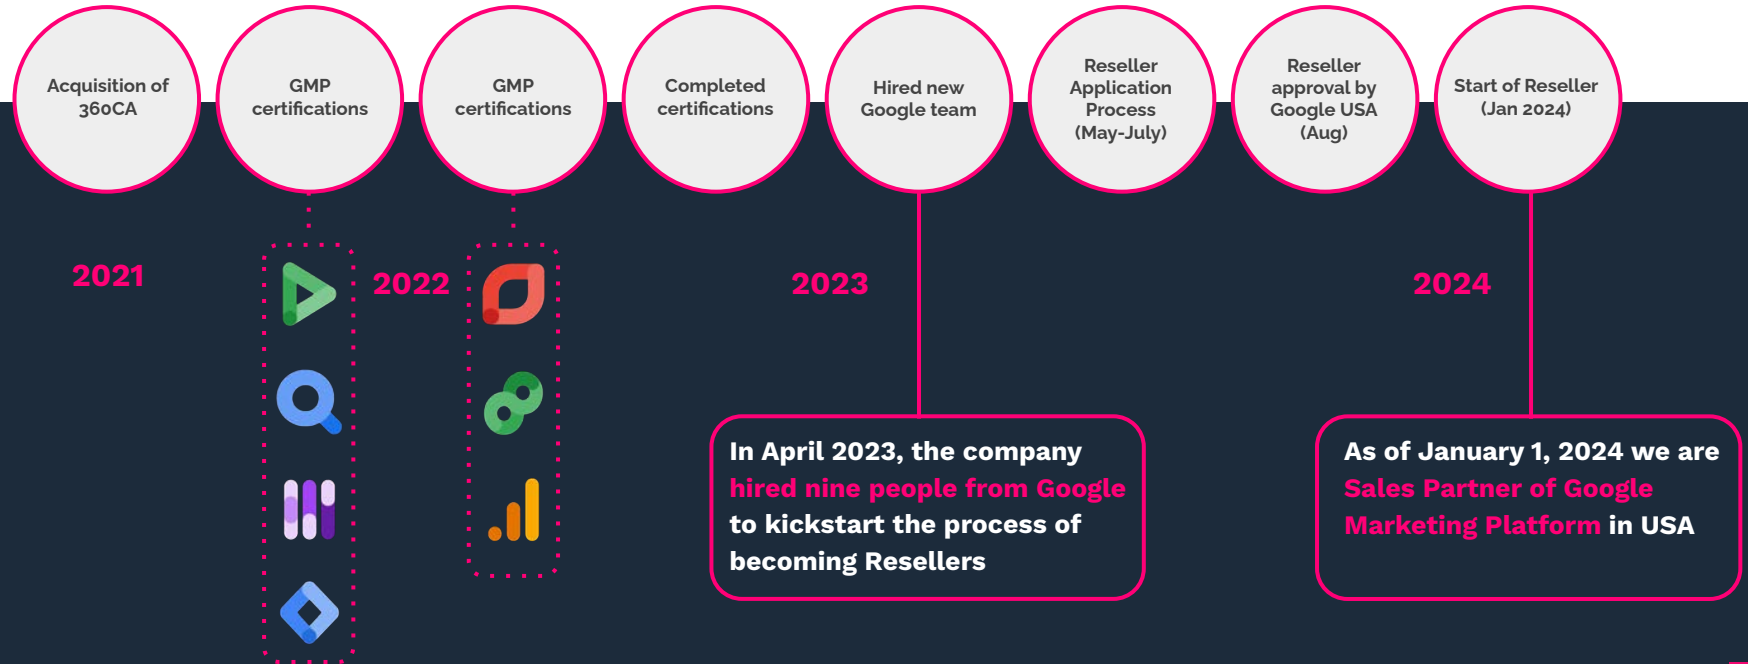 Acquisition of
360CA
GMP
certifications
GMP
certifications
Completed
certifications
Hired new
Google team
Reseller
Application
Process
(May-July)
Reseller
approval by
Google USA
(Aug)
Start of Reseller
(Jan 2024)
2021
2022
2023
2024
In April 2023, the company
hired nine people from Google
to kickstart the process of
becoming Resellers
As of January 1, 2024 we are
Sales Partner of Google
Marketing Platform in USA